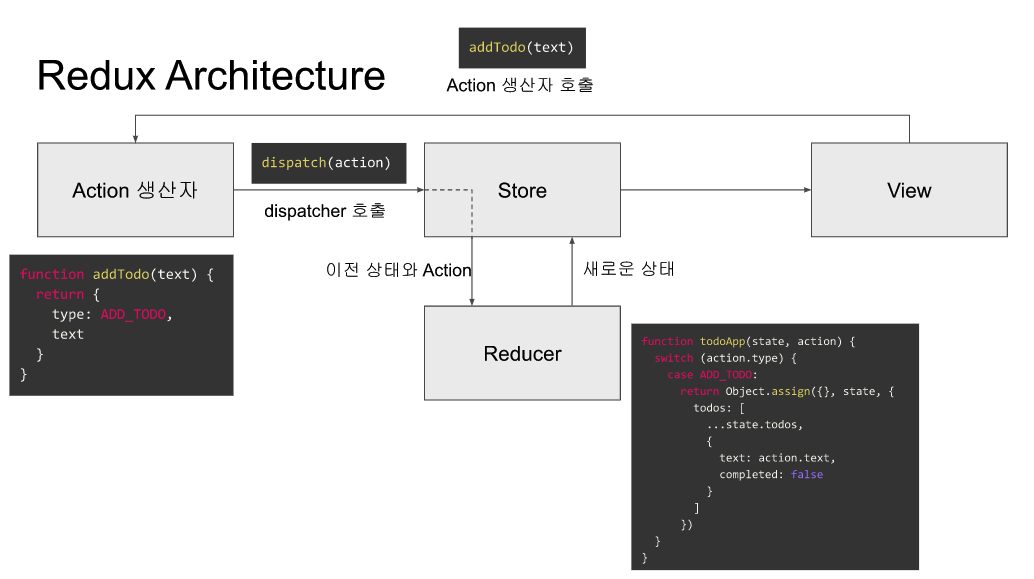 Redux Architecture
addTodo(text)
Action 생산자 호출
Action 생산자
dispatch(action)
dispatcher 호출
Store
View
이전 상태와 Action
새로운 상태
Reducer
function addTodo(text) {
  return {
    type: ADD_TODO,
    text
  }
}
function todoApp(state, action) {
  switch (action.type) {
    case ADD_TODO:
      return Object.assign({}, state, {
        todos: [
          ...state.todos,
          {
            text: action.text,
            completed: false
          }
        ]
      })
  }
}